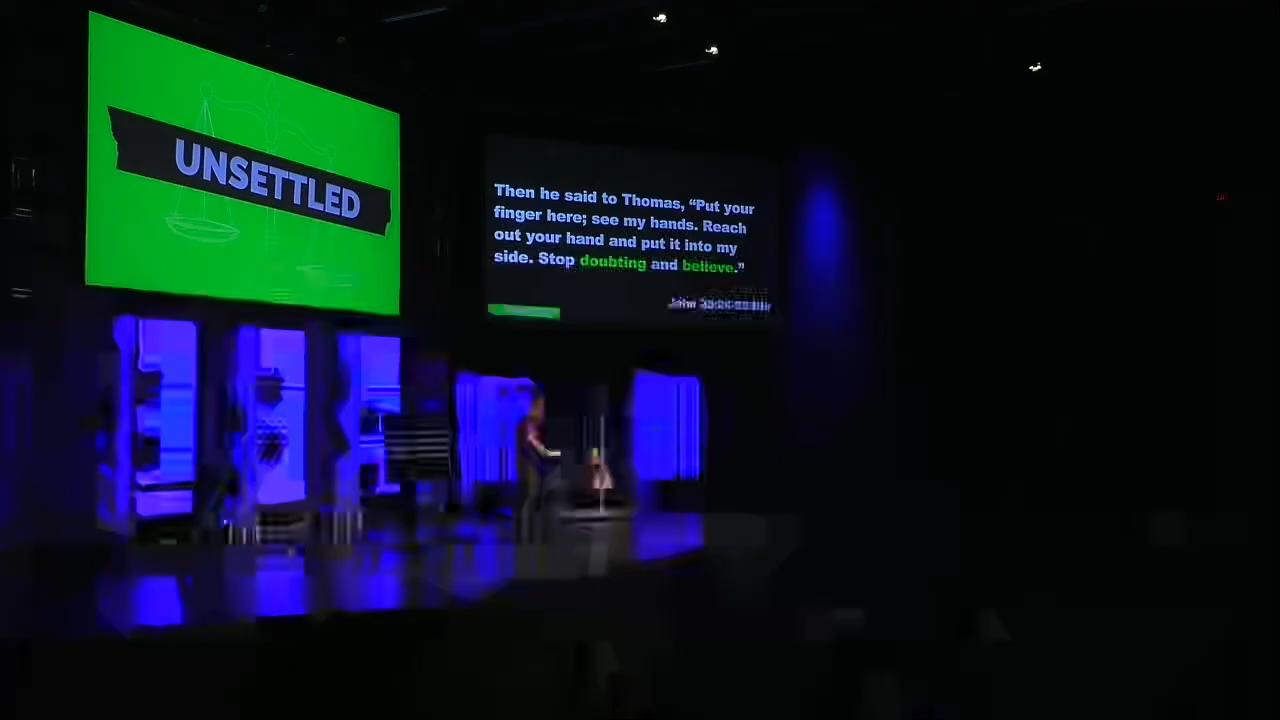 UNSETTLED
Then he said to Thomas, “Put your
finger here; see my hands. Reach
out your hand and put it into my
side. Stop doubting and believe.”
John